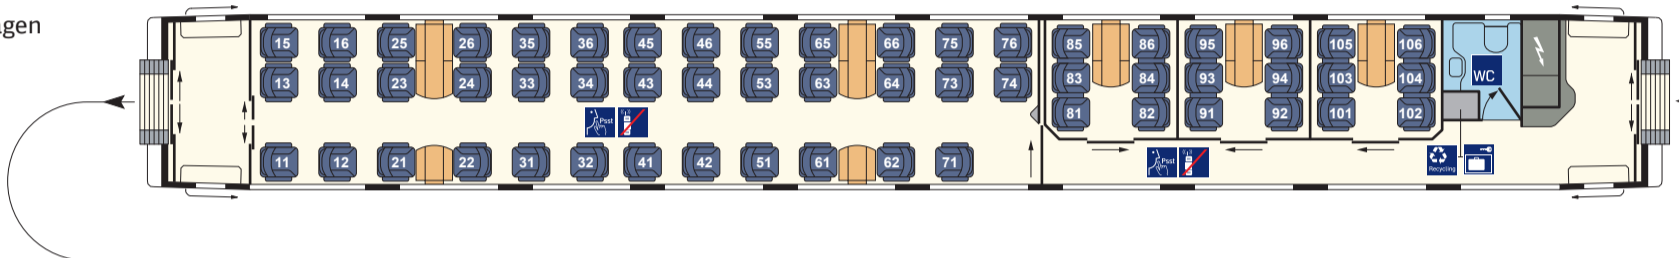 agen
15 16 25 26 35 36 45 46 55 65 66 75 76 85 86 95 96 105 106
13 14 23 24 33 34 43 44 53 63 64 73 74 83 84 93 94 103 104
WC
81 82 91 92 101 102
Psst
11 12 21 22 31 32 41 42 51 61 62 71
Psst
Recycling